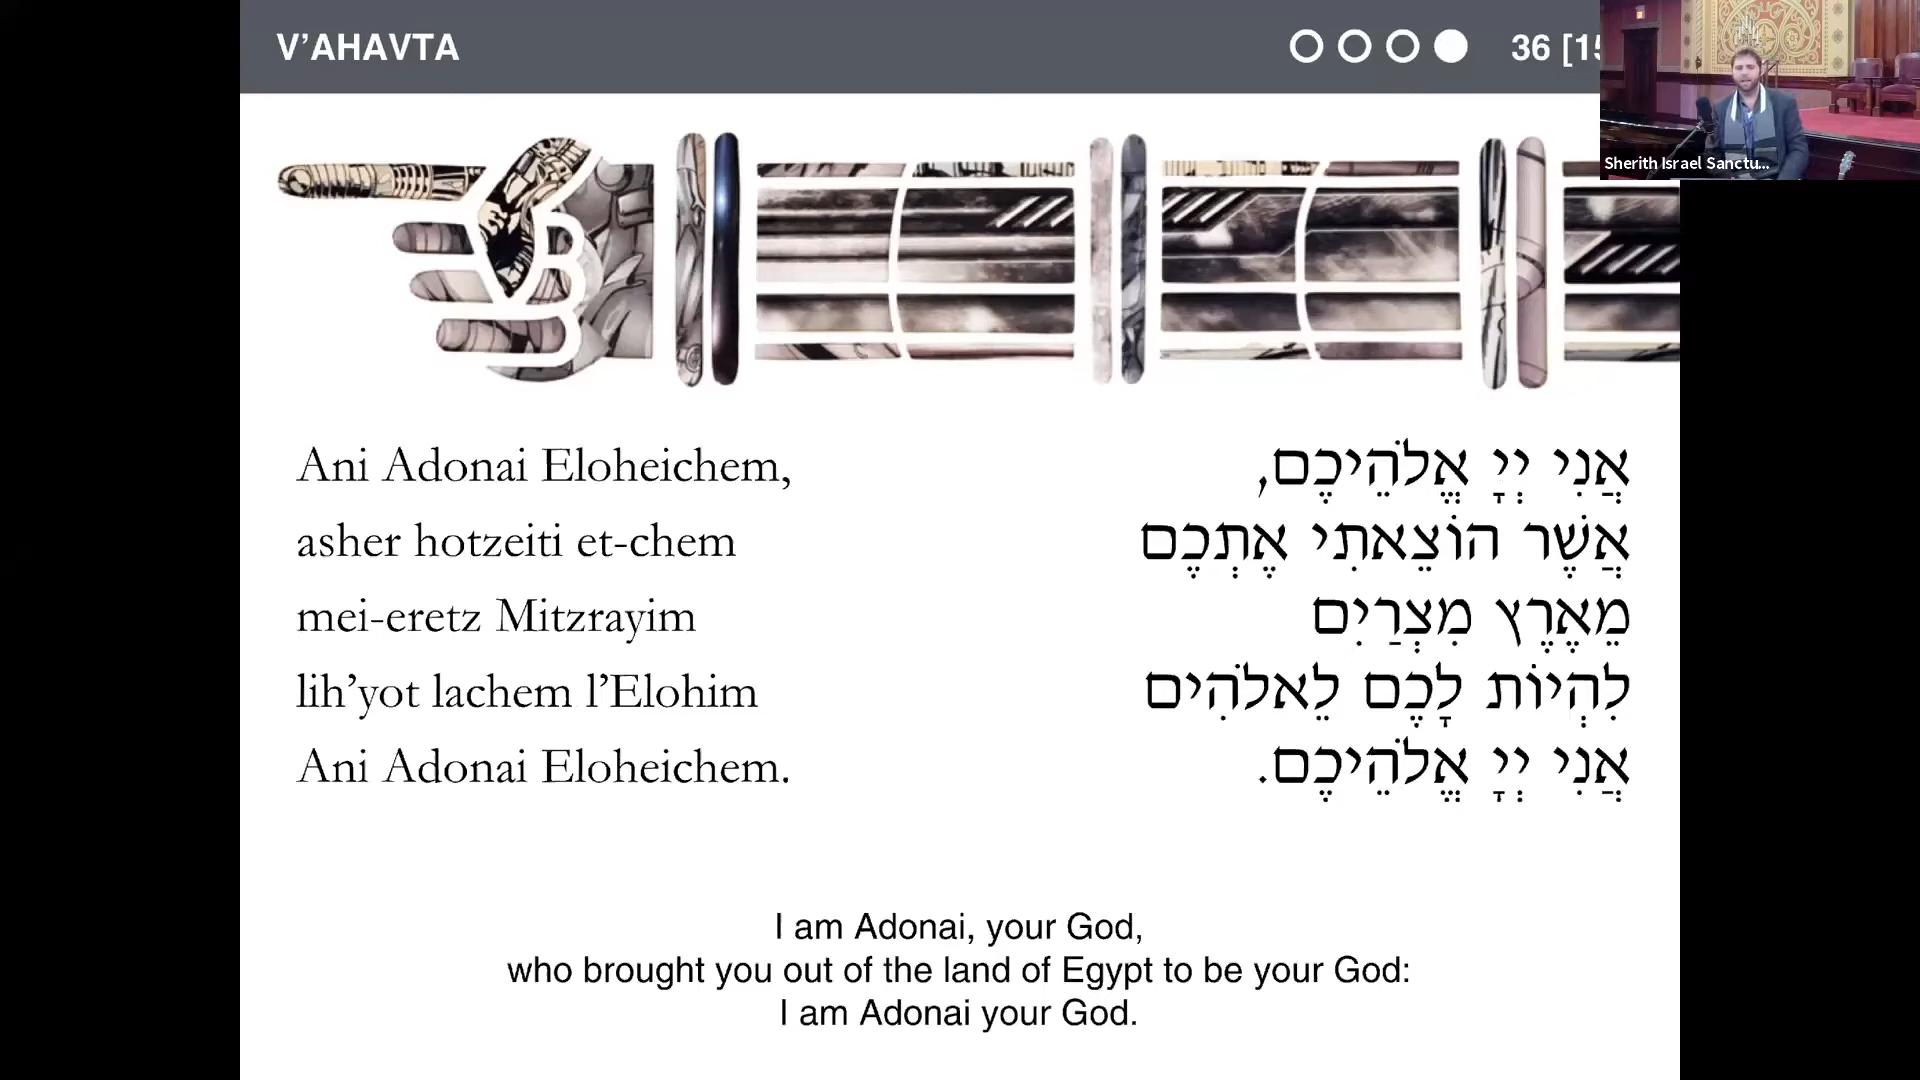 V’AHAVTA
36 [15
Sherith Israel Sanctu...
Ani Adonai Eloheichem,
asher hotzeiti et-chem
mei-eretz Mitzrayim
lih’yot lachem l’Elohim
Ani Adonai Eloheichem.
אֲנִי יְיָ אֱלֹהֵיכֶם,
אֲשֶׁר הוֹצֵאתִי אֶתְכֶם
מֵאֶרֶץ מִצְרַיִם
לִהְיוֹת לָכֶם לֵאלֹהִים
אֲנִי יְיָ אֱלֹהֵיכֶם.
I am Adonai, your God,
who brought you out of the land of Egypt to be your God:
I am Adonai your God.